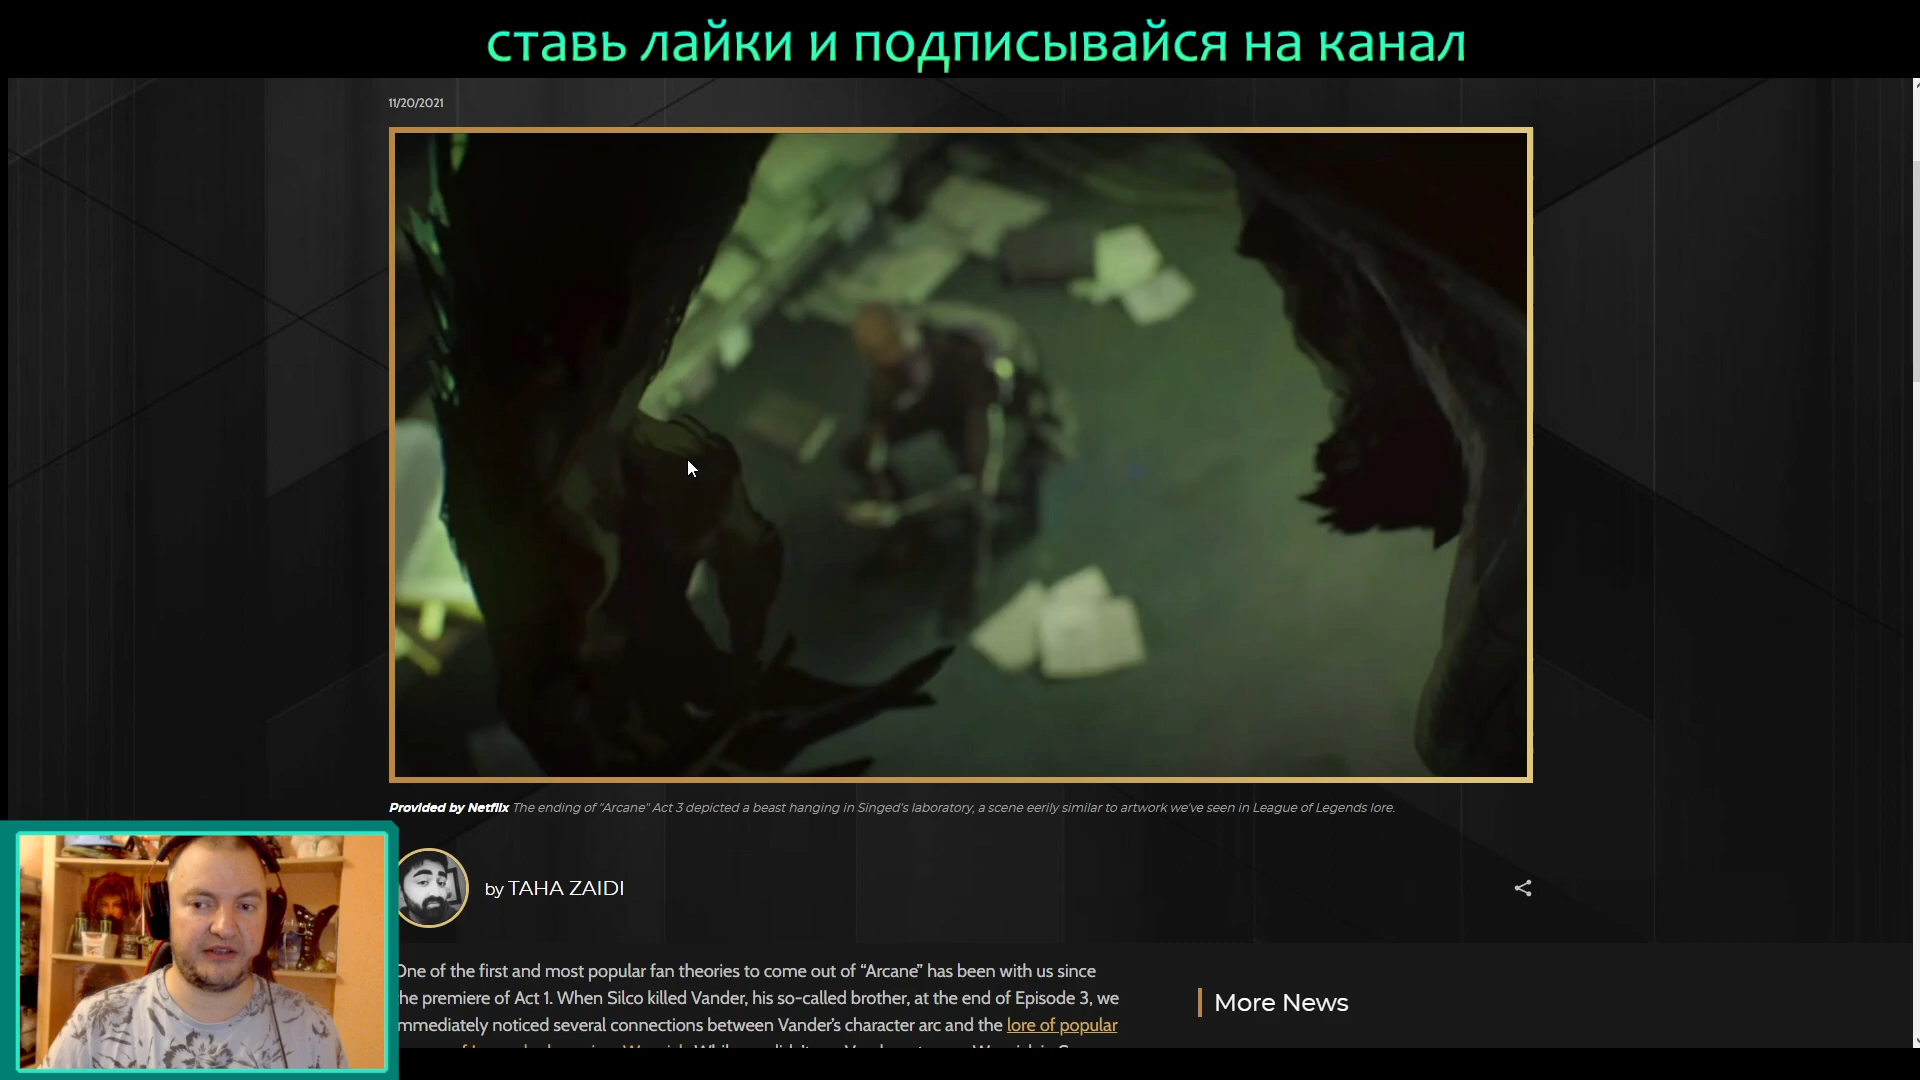 ставь лайки и подписывайся на канал
11/20/2021
Provided by Netflix The ending of "Arcane" Act 3 depicted a beast hanging in Singed's laboratory, a scene eerily similar to artwork we've seen in League of Legends lore.
by TAHA ZAIDI
One of the first and most popular fan theories to come out of “Arcane” has been with us since
he premiere of Act 1. When Silco killed Vander, his so-called brother, at the end of Episode 3, we
mmediately noticed several connections between Vander’s character arc and the lore of popular
More News